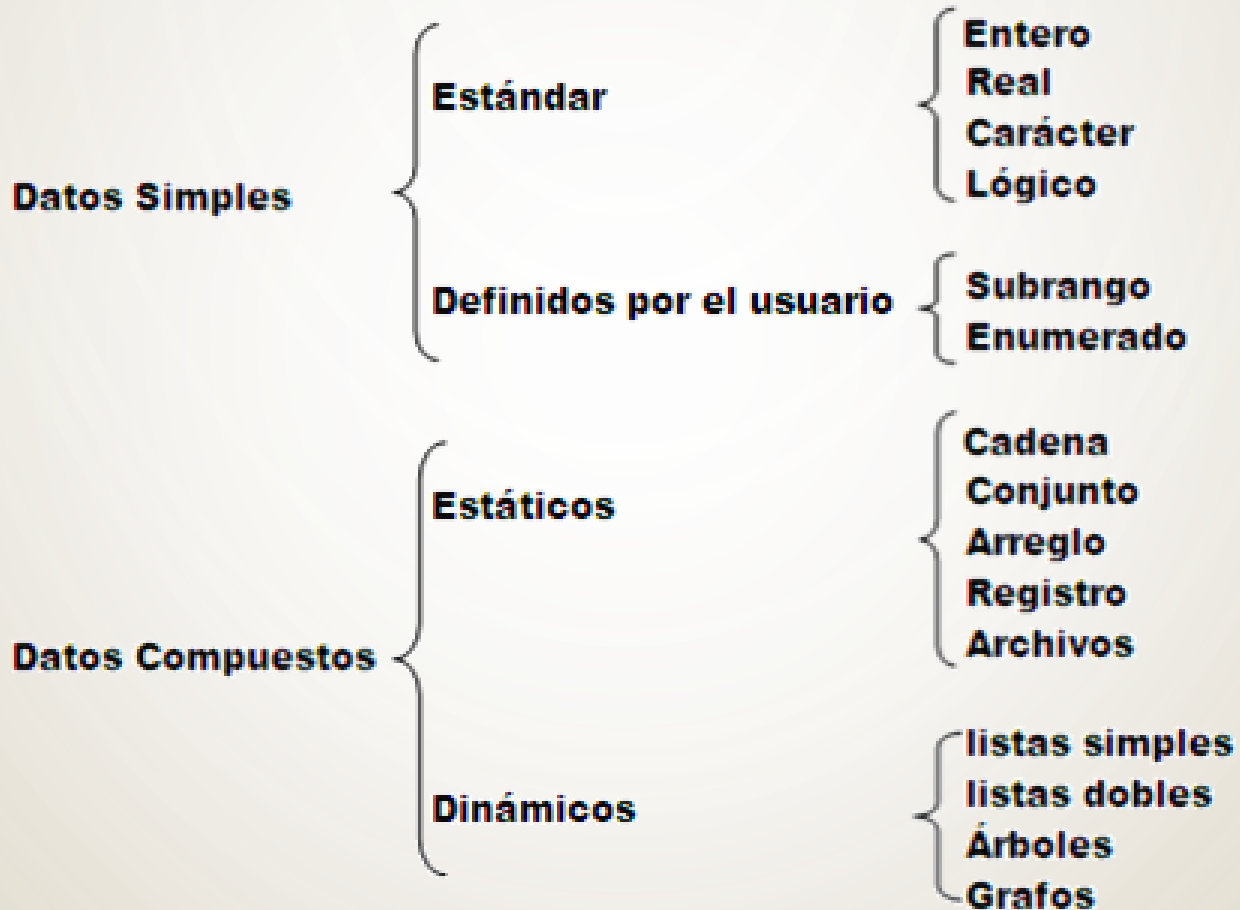 Datos Simples
Estándar
Entero
Real
Carácter
Lógico
Definidos por el usuario
Subrango
Enumerado
Datos Compuestos
Estáticos
Cadena
Conjunto
Arreglo
Registro
Archivos
Dinámicos
listas simples
listas dobles
Árboles
Grafos